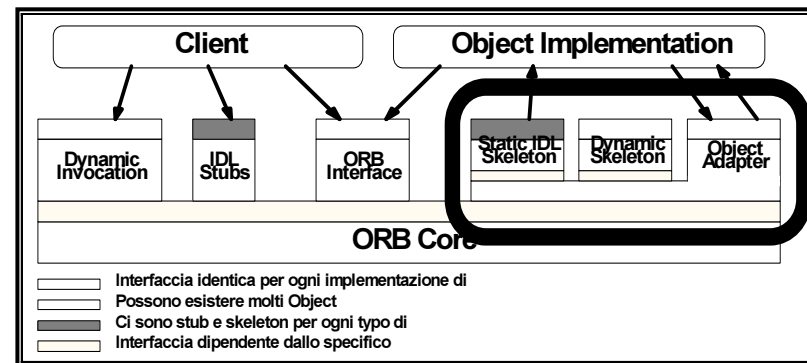 Client
Object Implementation
Dynamic
Invocation
IDL
Stubs
ORB
Interface
Static IDL
Skeleton
Dynamic
Skeleton
Object
Adapter
ORB Core
Interfaccia identica per ogni implementazione di
Possono esistere molti Object
Ci sono stub e skeleton per ogni typo di
Interfaccia dipendente dallo specifico